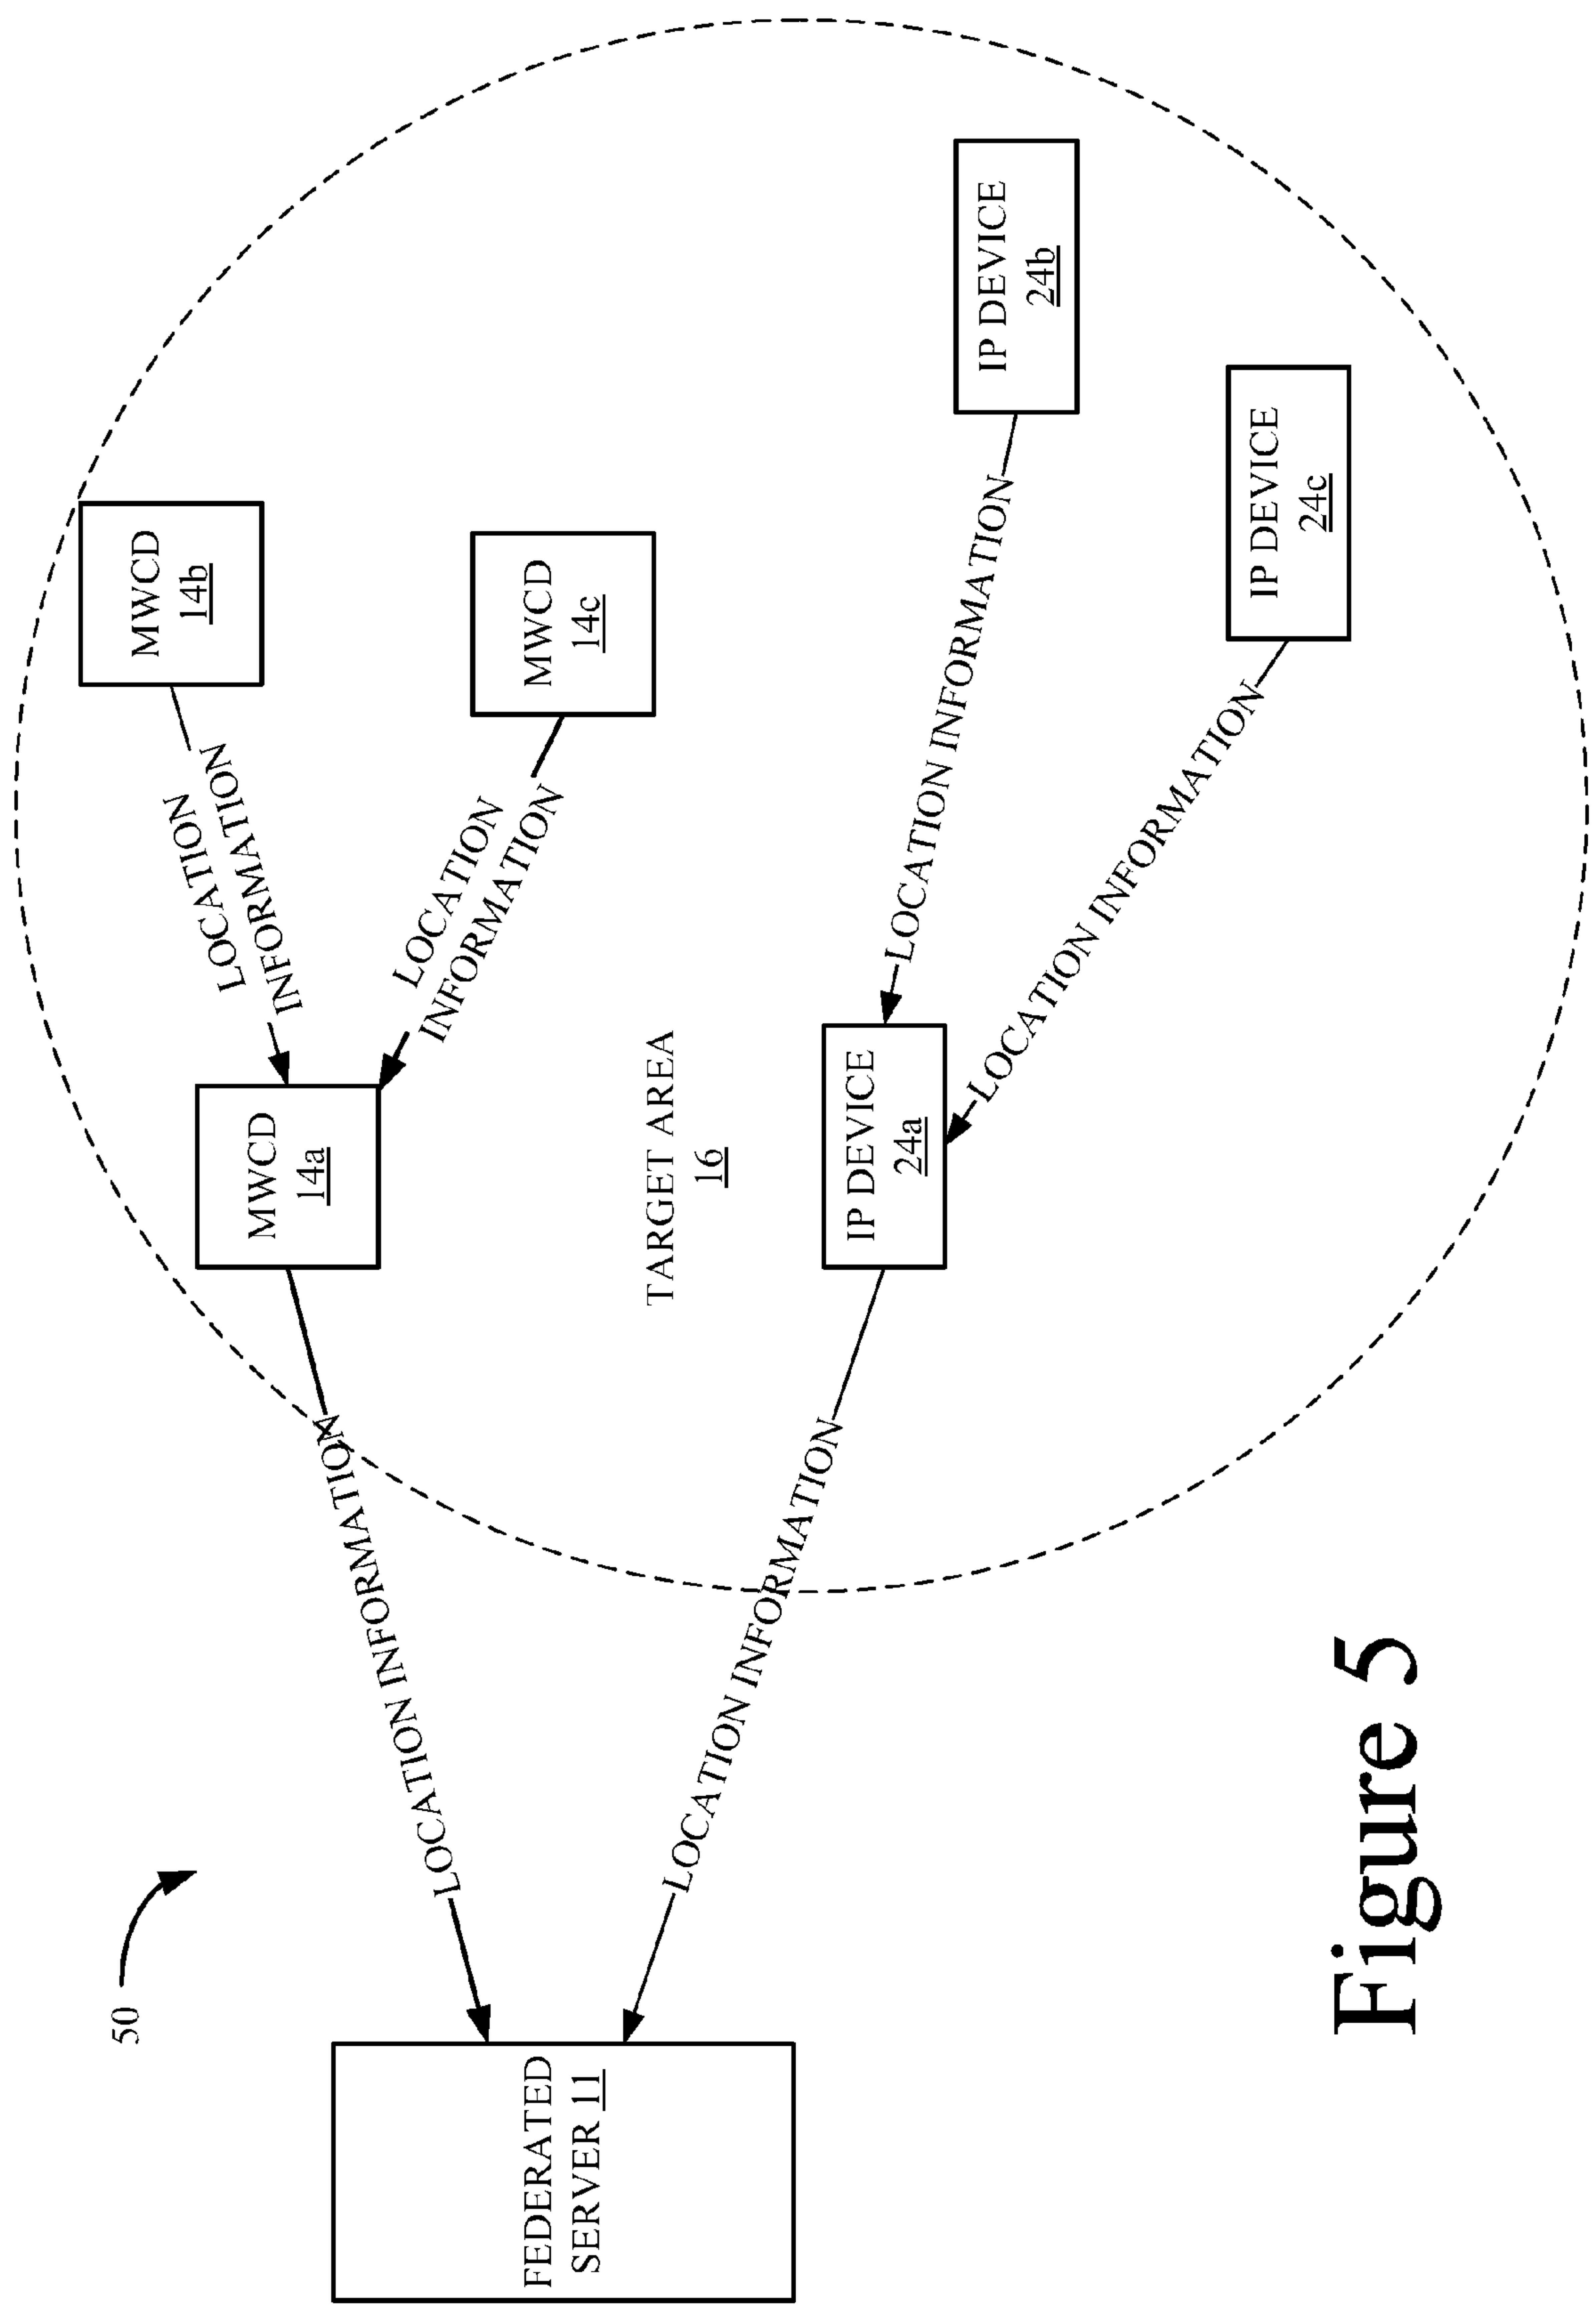 50
FEDERATED
SERVER 11
LOCATION INFORMATION
LOCATION INFORMATION
MWCD
14a
LOCATION
INFORMATION
MWCD
14b
LOCATION
INFORMATION
MWCD
14c
TARGET AREA
16
IP DEVICE
24a
LOCATION INFORMATION
IP DEVICE
24b
LOCATION INFORMATION
IP DEVICE
24c
Figure 5